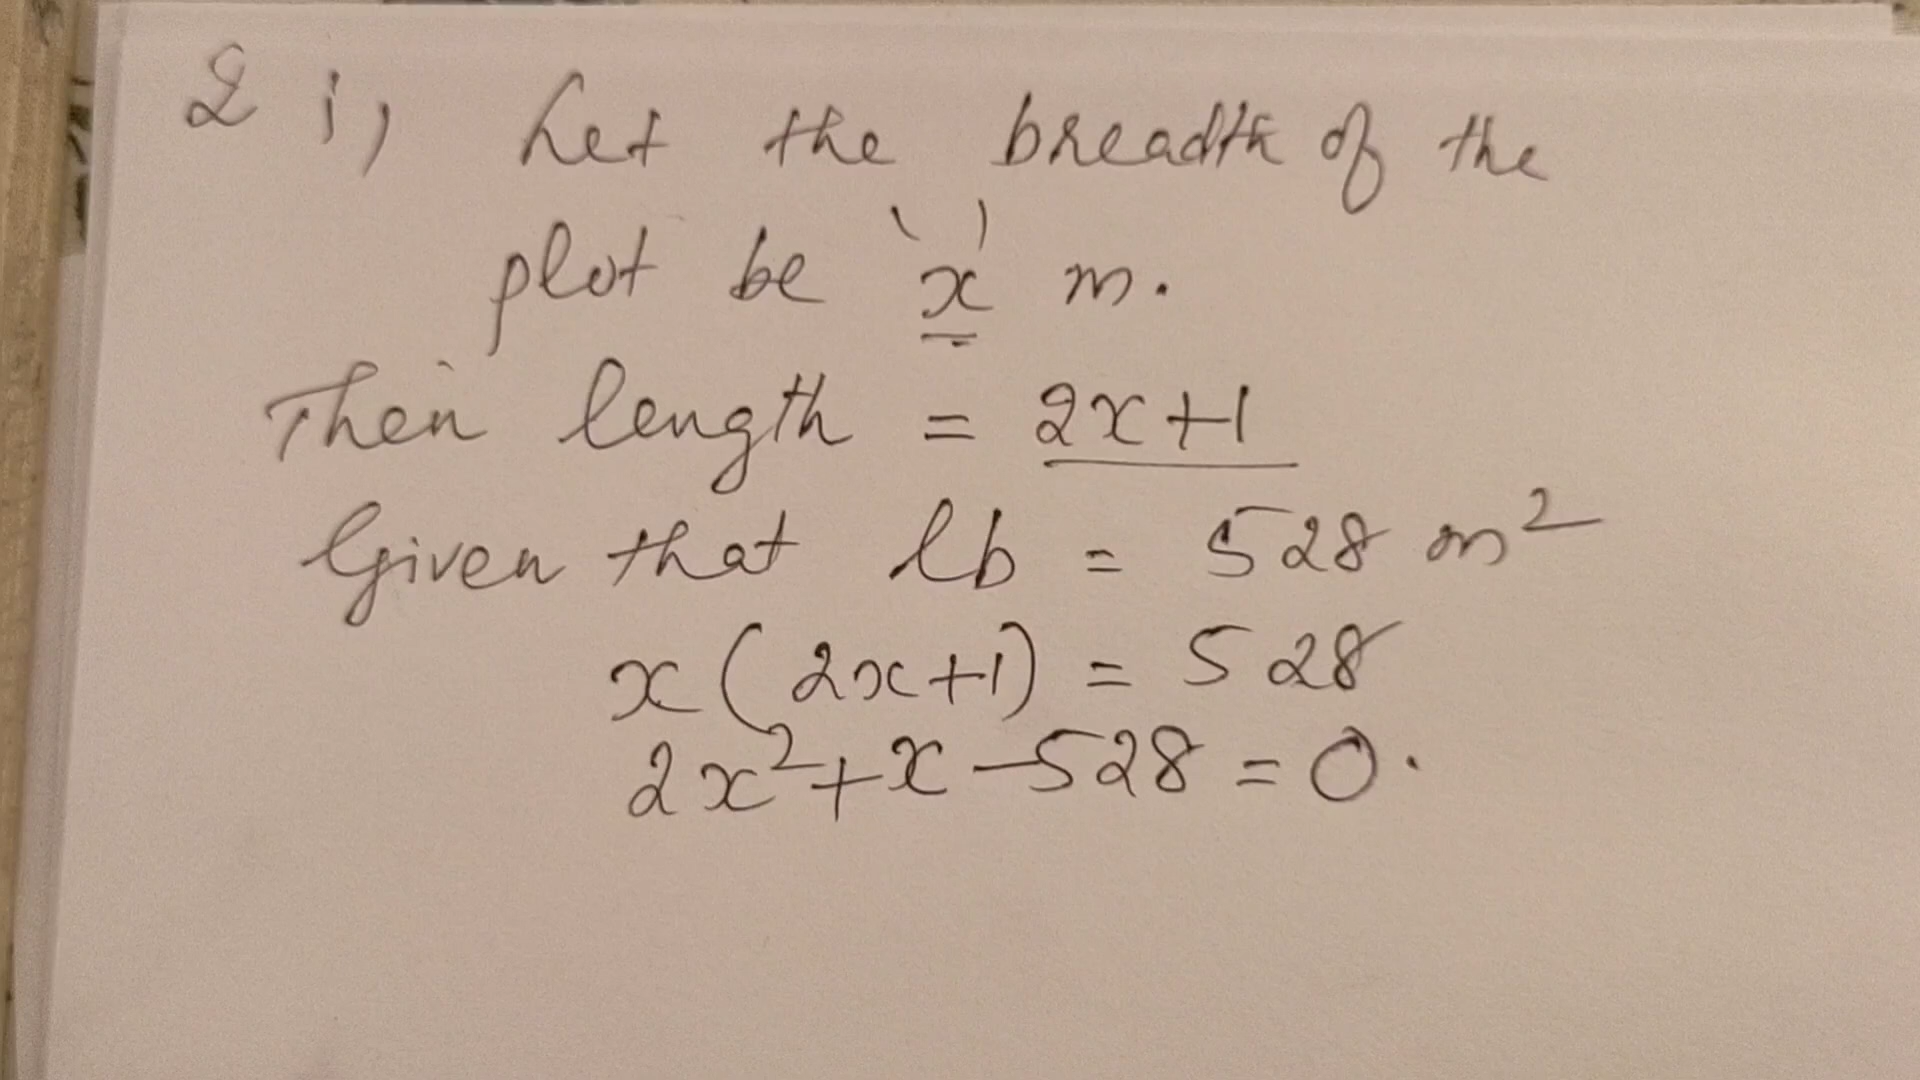 2 i, Let the breadth of the
plot be 'x' m.
Then length = 2x+1
Given that lb = 528 m²
x(2x+1) = 528
2x²+x-528=0.